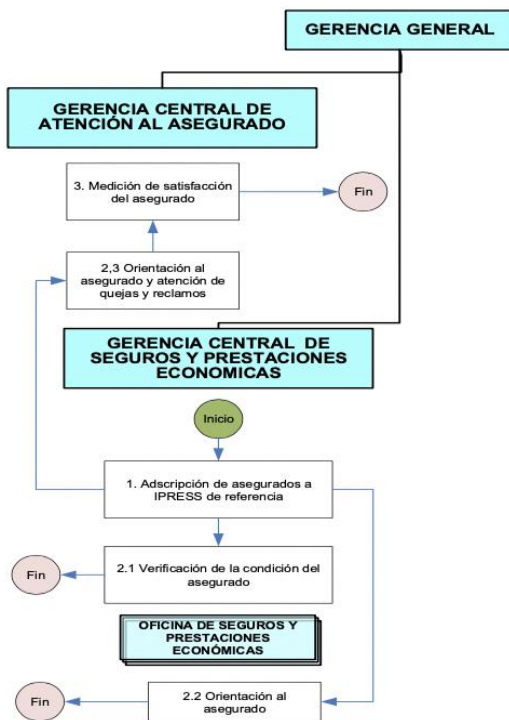 GERENCIA GENERAL
GERENCIA CENTRAL DE
ATENCIÓN AL ASEGURADO
3. Medición de satisfacción
del asegurado
Fin
2,3 Orientación al
asegurado y atención de
quejas y reclamos
GERENCIA CENTRAL DE
SEGUROS Y PRESTACIONES
ECONOMICAS
Inicio
1. Adscripción de asegurados a
IPRESS de referencia
2.1 Verificación de la condición del
asegurado
Fin
OFICINA DE SEGUROS Y
PRESTACIONES
ECONÓMICAS
2.2 Orientación al
asegurado
Fin